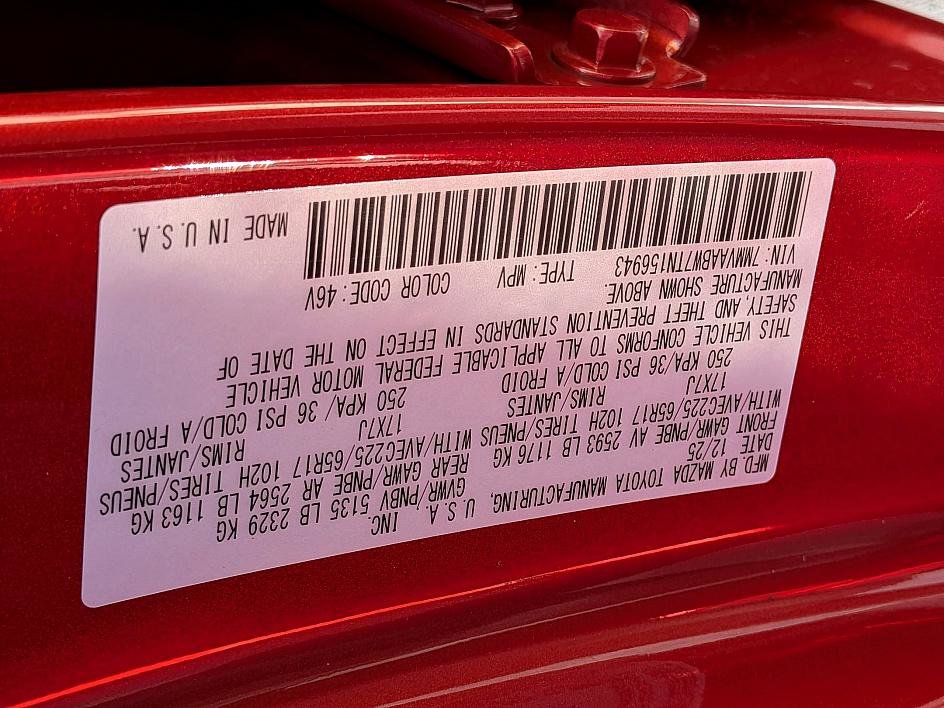 MFD. BY MAZDA TOYOTA MANUFACTURING, U.S.A., INC.
DATE 12/25 GVWR/PNBV 5135 LB 2329 KG
FRONT GAWR/PNBE AV 2593 LB 1176 KG REAR GAWR/PNBE AR 2564 LB 1163 KG
WITH/AVEC225/65R17 102H TIRES/PNEUS WITH/AVEC225/65R17 102H TIRES/PNEUS
17X7J RIMS/JANTES 17X7J RIMS/JANTES
250 KPA/36 PSI COLD/A FROID 250 KPA / 36 PSI COLD/A FROID
THIS VEHICLE CONFORMS TO ALL APPLICABLE FEDERAL MOTOR VEHICLE
SAFETY, AND THEFT PREVENTION STANDARDS IN EFFECT ON THE DATE OF
MANUFACTURE SHOWN ABOVE.
VIN:7MMVAABW7TN156943 TYPE:MPV COLOR CODE:46V
MADE IN U.S.A.